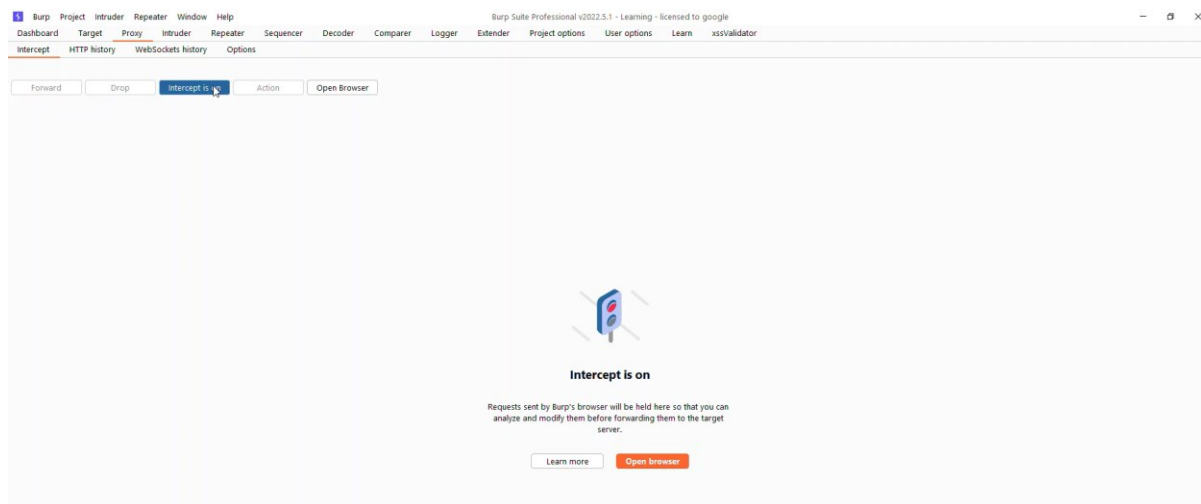 Burp Project Intruder Repeater Window Help
Burp Suite Professional v2022.5.1 - Learning - licensed to google
Dashboard Target Proxy Intruder Repeater Sequencer Decoder Comparer Logger Extender Project options User options Learn xssValidator
Intercept HTTP history WebSockets history Options
Forward Drop Intercept is on Action Open Browser
Intercept is on
Requests sent by Burp's browser will be held here so that you can
analyze and modify them before forwarding them to the target
server.
Learn more Open browser